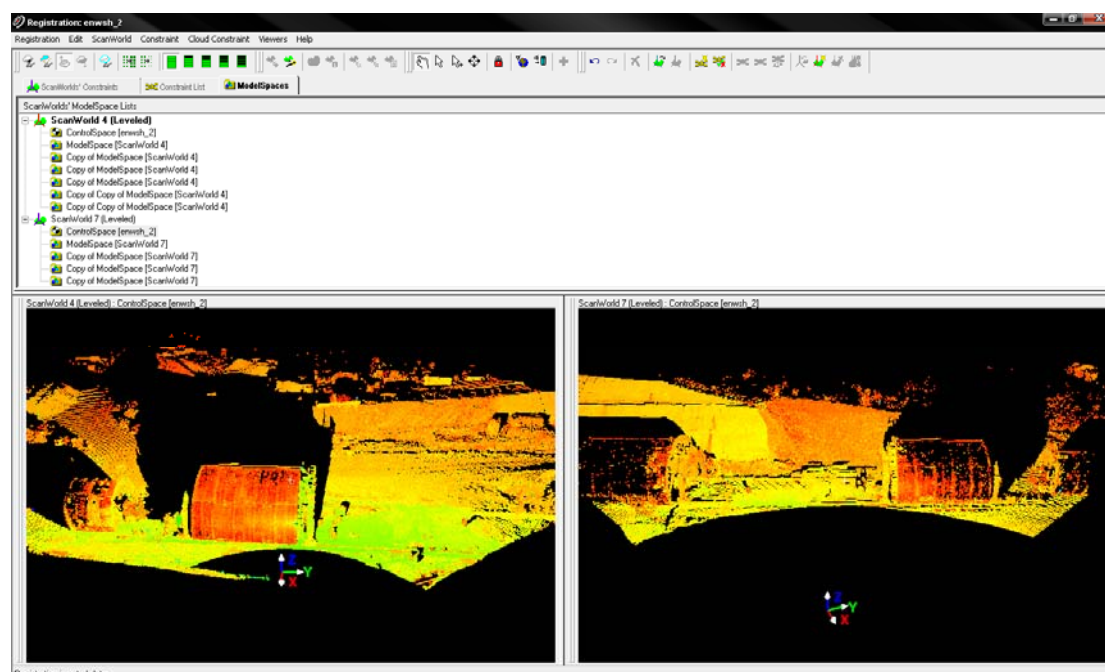 Registration: enwsh_2
Registration Edit ScanWorld Constraint Cloud Constraint Viewers Help
ScanWorlds' Constraints Constraint List ModelSpaces
ScanWorlds' ModelSpace Lists
ScanWorld 4 (Leveled)
ControlSpace [enwsh_2]
ModelSpace [ScanWorld 4]
Copy of ModelSpace [ScanWorld 4]
Copy of ModelSpace [ScanWorld 4]
Copy of ModelSpace [ScanWorld 4]
Copy of Copy of ModelSpace [ScanWorld 4]
Copy of Copy of ModelSpace [ScanWorld 4]
ScanWorld 7 (Leveled)
ControlSpace [enwsh_2]
ModelSpace [ScanWorld 7]
Copy of ModelSpace [ScanWorld 7]
Copy of ModelSpace [ScanWorld 7]
Copy of ModelSpace [ScanWorld 7]
ScanWorld 4 (Leveled) : ControlSpace [enwsh_2] ScanWorld 7 (Leveled) : ControlSpace [enwsh_2]
Z
Y
X
Z
Y
X